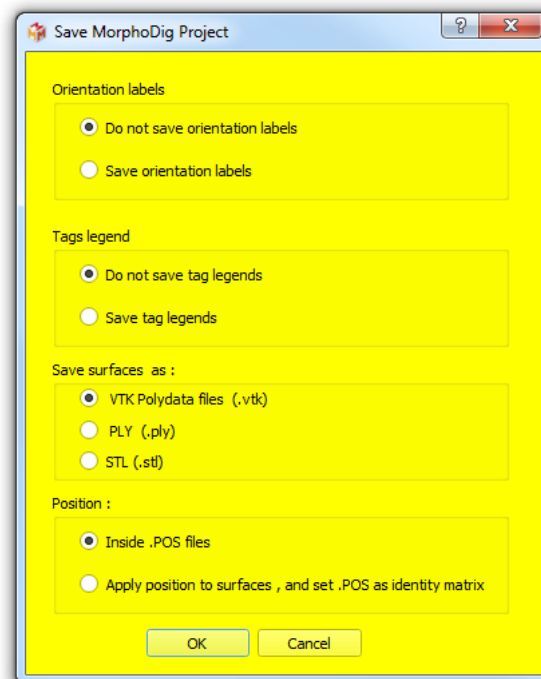 Save MorphoDig Project
Orientation labels
Do not save orientation labels
Save orientation labels
Tags legend
Do not save tag legends
Save tag legends
Save surfaces as :
VTK Polydata files (.vtk)
PLY (.ply)
STL (.stl)
Position :
Inside .POS files
Apply position to surfaces , and set .POS as identity matrix
OK Cancel